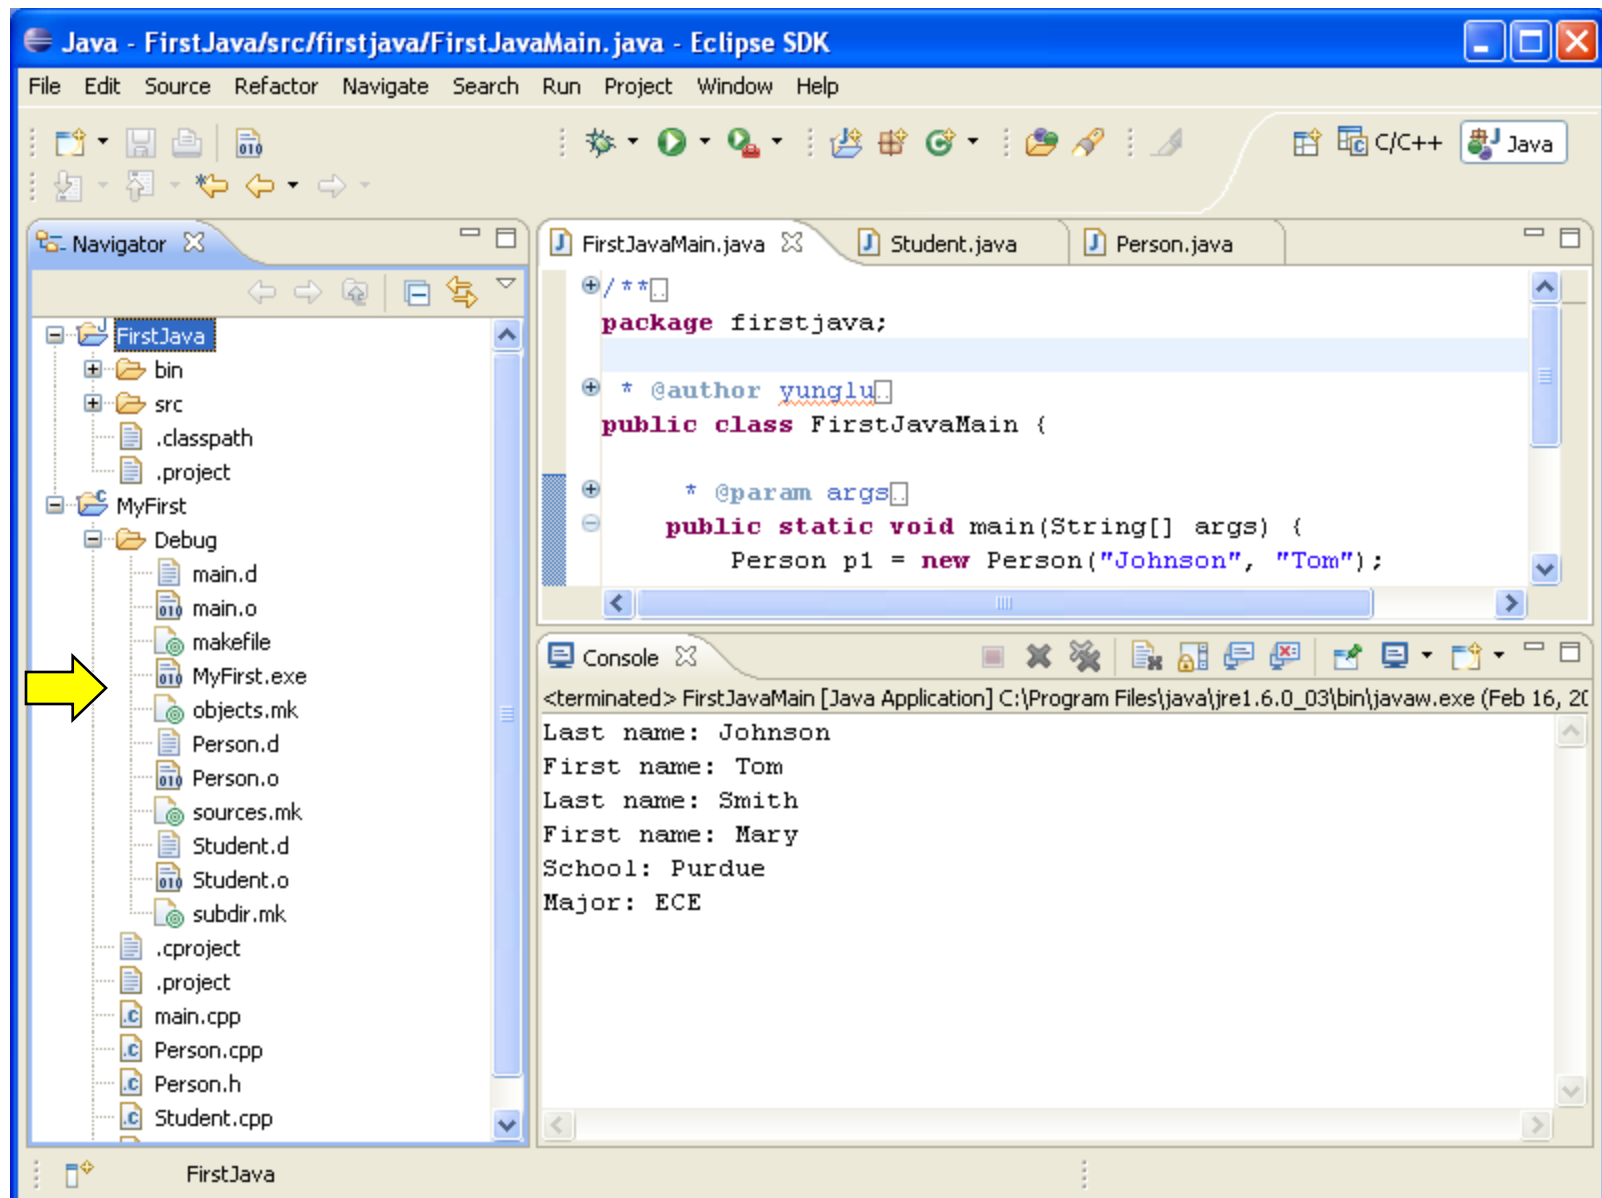 Java - FirstJava/src/firstjava/FirstJavaMain.java - Eclipse SDK
File Edit Source Refactor Navigate Search Run Project Window Help
C/C++ Java
Navigator
FirstJava
bin
src
.classpath
.project
MyFirst
Debug
main.d
main.o
makefile
MyFirst.exe
objects.mk
Person.d
Person.o
sources.mk
Student.d
Student.o
subdir.mk
.cproject
.project
main.cpp
Person.cpp
Person.h
Student.cpp
FirstJavaMain.java Student.java Person.java
/**
package firstjava;
* @author yunglu
public class FirstJavaMain {
* @param args
public static void main(String[] args) {
Person p1 = new Person("Johnson", "Tom");
Console
<terminated> FirstJavaMain [Java Application] C:\Program Files\java\jre1.6.0_03\bin\javaw.exe (Feb 16, 20
Last name: Johnson
First name: Tom
Last name: Smith
First name: Mary
School: Purdue
Major: ECE
FirstJava